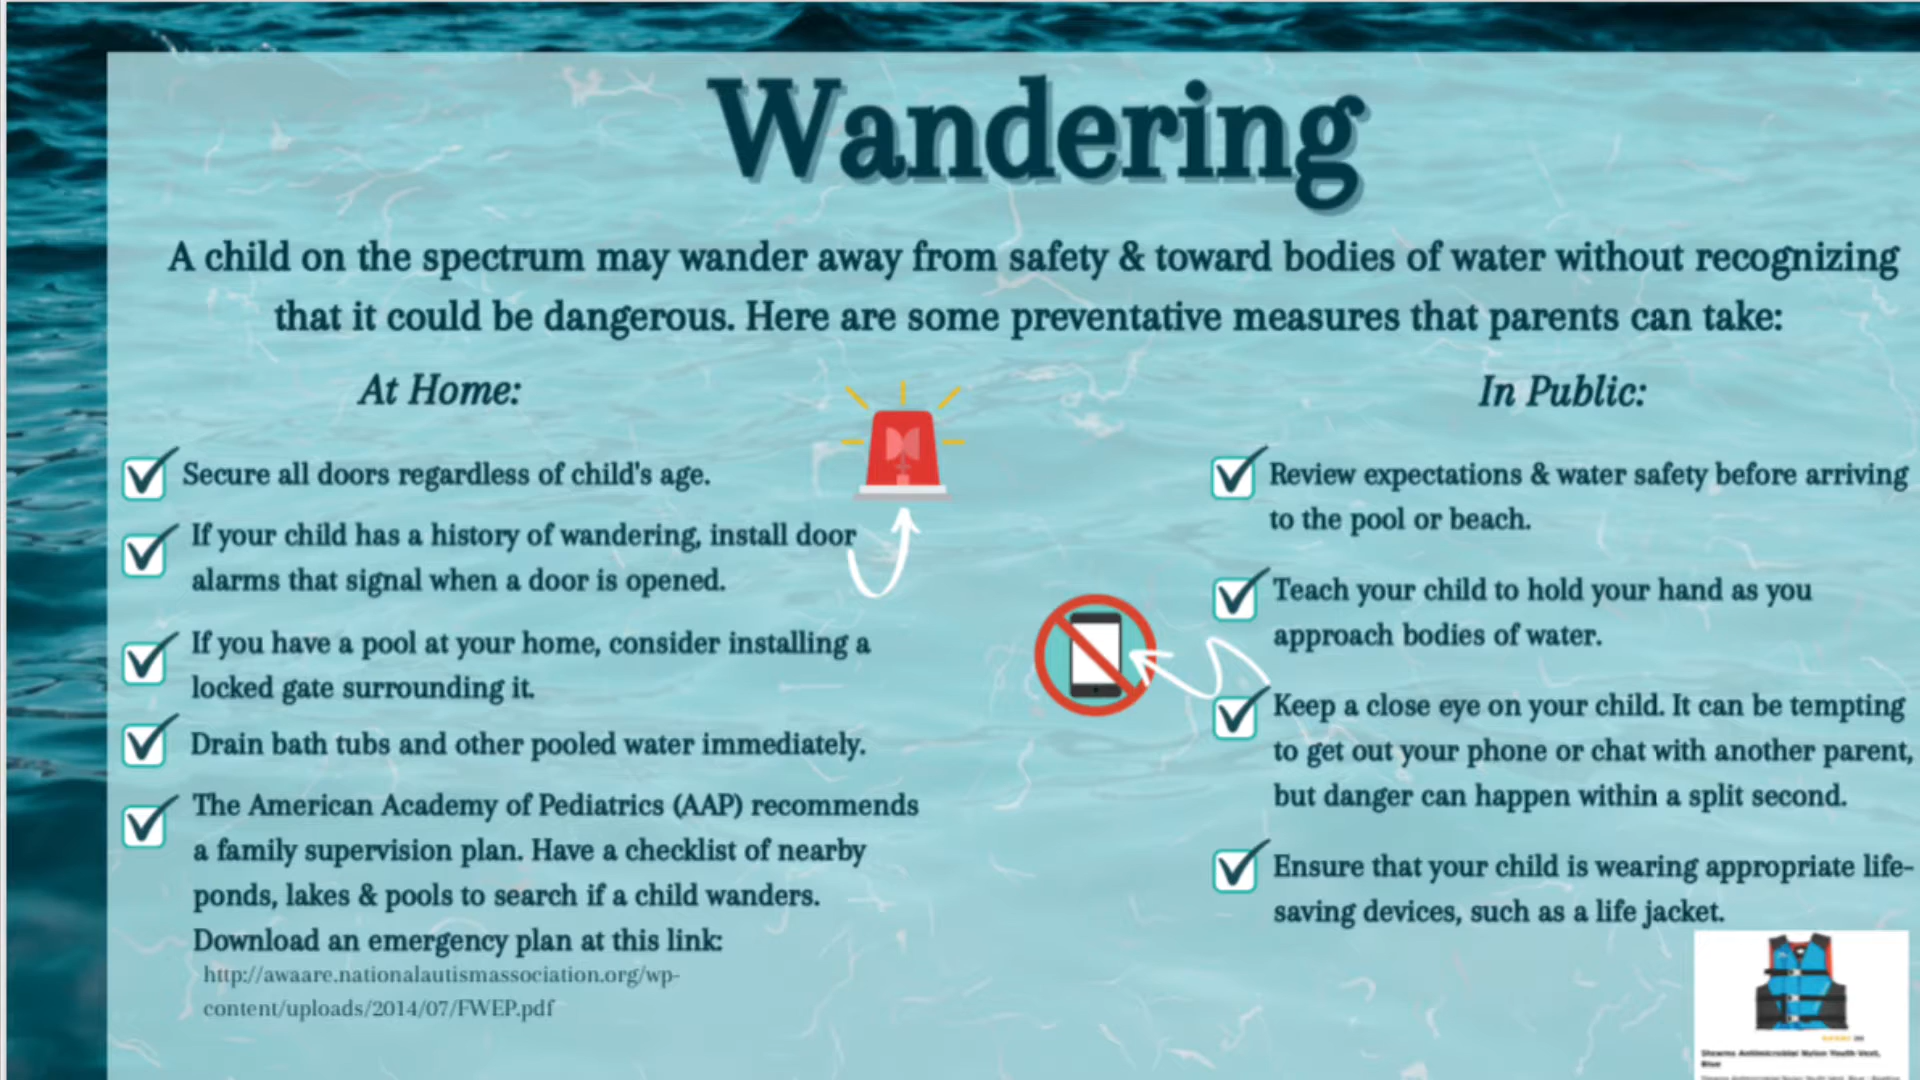 Wandering
A child on the spectrum may wander away from safety & toward bodies of water without recognizing
that it could be dangerous. Here are some preventative measures that parents can take:
At Home:
Secure all doors regardless of child's age.
If your child has a history of wandering, install door
alarms that signal when a door is opened.
If you have a pool at your home, consider installing a
locked gate surrounding it.
Drain bath tubs and other pooled water immediately.
The American Academy of Pediatrics (AAP) recommends
a family supervision plan. Have a checklist of nearby
ponds, lakes & pools to search if a child wanders.
Download an emergency plan at this link:
http://awaare.nationalautismassociation.org/wp-
content/uploads/2014/07/FWEP.pdf
In Public:
Review expectations & water safety before arriving
to the pool or beach.
Teach your child to hold your hand as you
approach bodies of water.
Keep a close eye on your child. It can be tempting
to get out your phone or chat with another parent,
but danger can happen within a split second.
Ensure that your child is wearing appropriate life-
saving devices, such as a life jacket.
Stearns Antimicrobial Nylon Youth Vest,
Blue